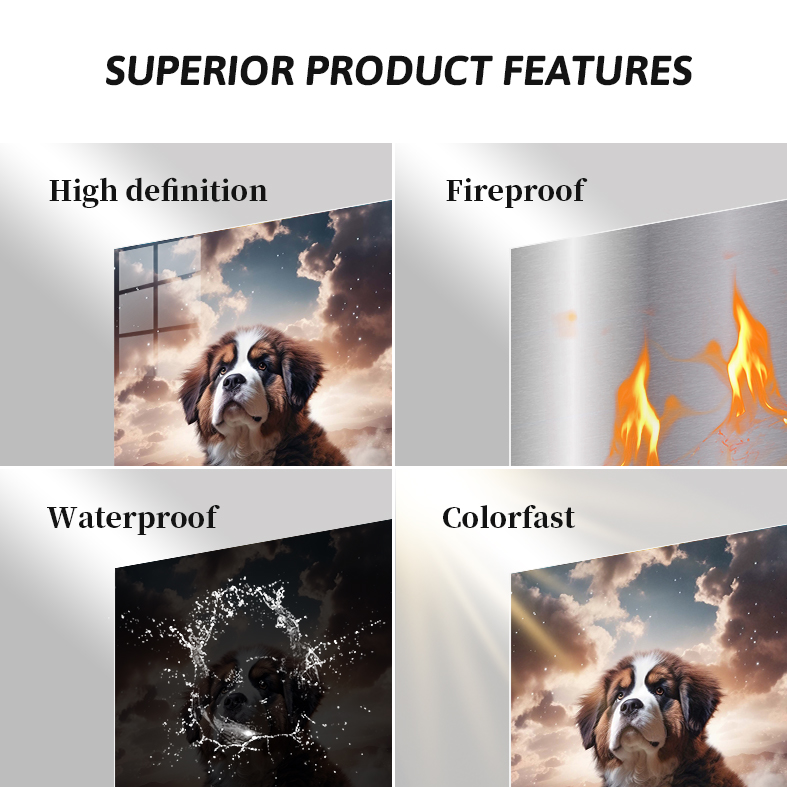 SUPERIOR PRODUCT FEATURES
High definition
Fireproof
Waterproof
Colorfast